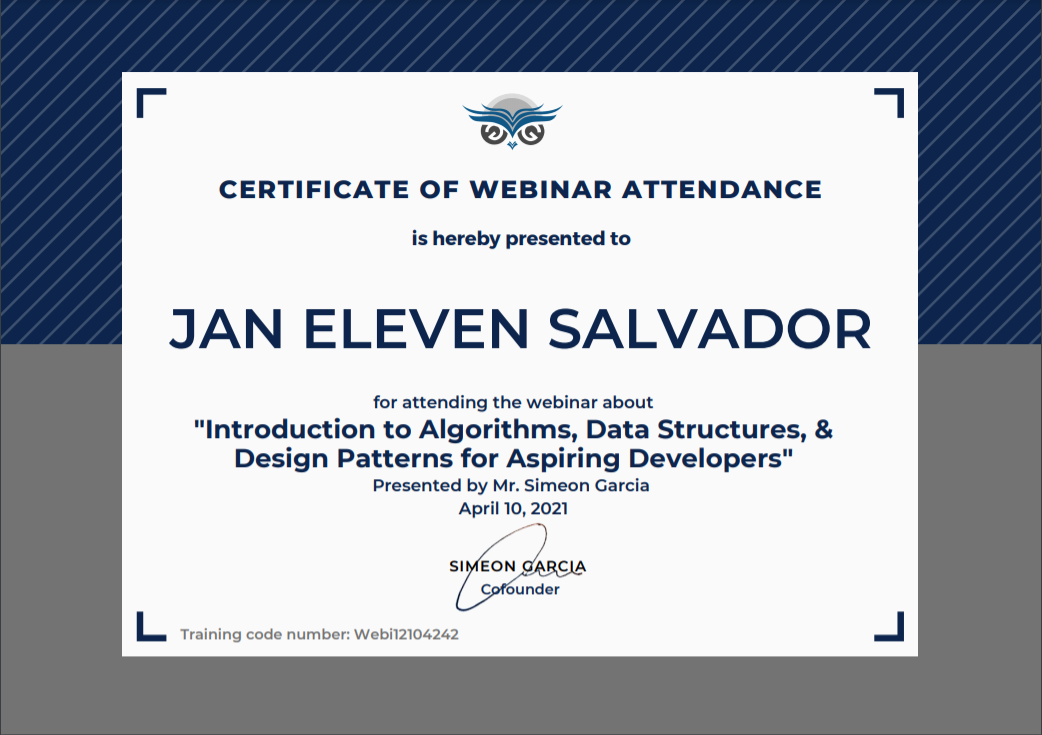 CERTIFICATE OF WEBINAR ATTENDANCE
is hereby presented to
JAN ELEVEN SALVADOR
for attending the webinar about
"Introduction to Algorithms, Data Structures, &
Design Patterns for Aspiring Developers"
Presented by Mr. Simeon Garcia
April 10, 2021
SIMEON GARCIA
Cofounder
Training code number: Webi12104242